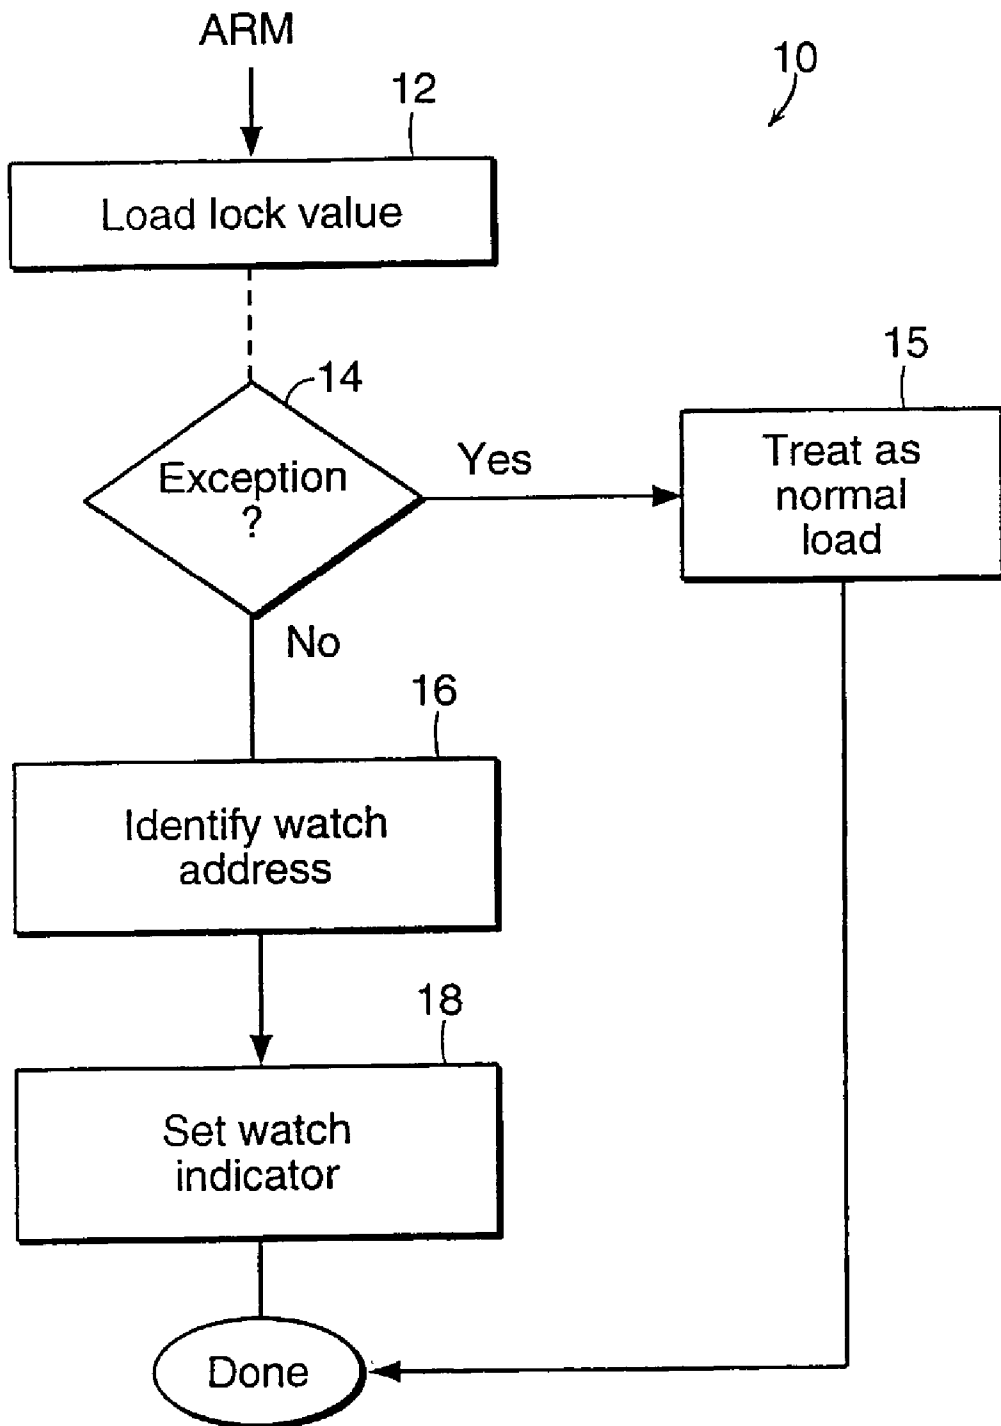 ARM
10
12
Load lock value
14
Exception
?
Yes
15
Treat as
normal
load
No
16
Identify watch
address
18
Set watch
indicator
Done